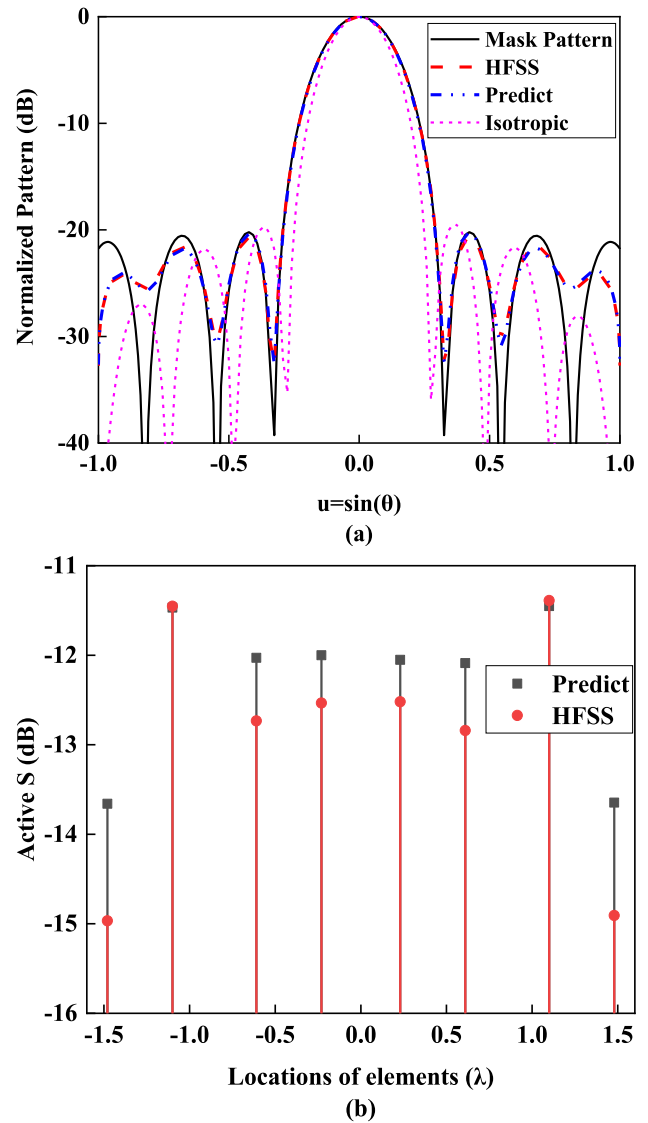 0
-10
-20
-30
-40
Normalized Pattern (dB)
Mask Pattern
HFSS
Predict
Isotropic
-1.0 -0.5 0.0 0.5 1.0
u=sin(θ)
(a)
-11
-12
-13
-14
-15
-16
Active S (dB)
Predict
HFSS
-1.5 -1.0 -0.5 0.0 0.5 1.0 1.5
Locations of elements (λ)
(b)